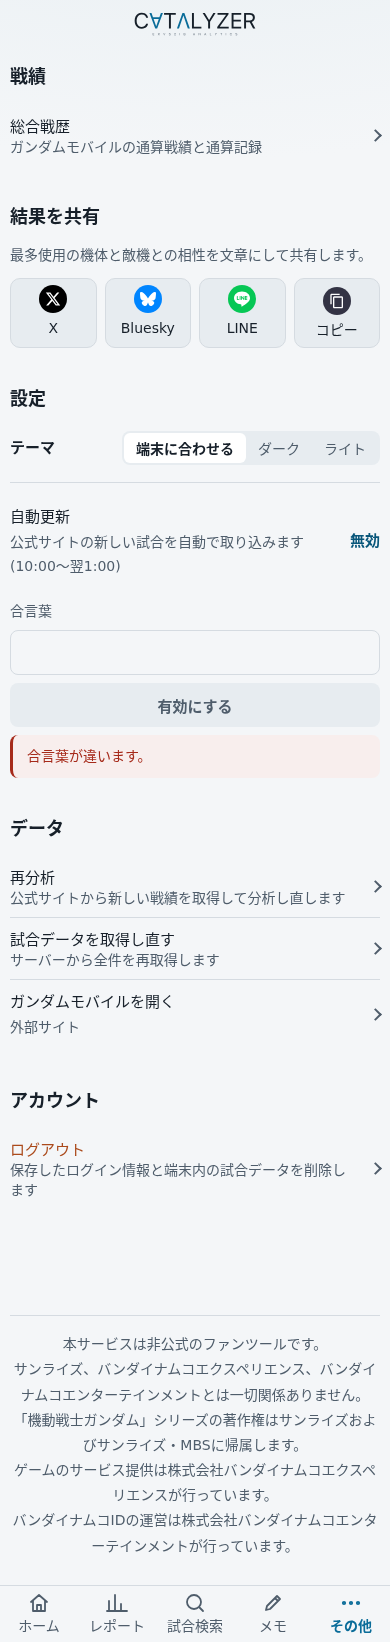 CATALYZER
戦績
総合戦歴
ガンダムモバイルの通算戦績と通算記録
結果を共有
最多使用の機体と敵機との相性を文章にして共有します。
X
Bluesky
LINE
コピー
設定
テーマ
端末に合わせる
ダーク
ライト
自動更新
公式サイトの新しい試合を自動で取り込みます
(10:00〜翌1:00)
無効
合言葉
有効にする
合言葉が違います。
データ
再分析
公式サイトから新しい戦績を取得して分析し直します
試合データを取得し直す
サーバーから全件を再取得します
ガンダムモバイルを開く
外部サイト
アカウント
ログアウト
保存したログイン情報と端末内の試合データを削除し
ます
本サービスは非公式のファンツールです。
サンライズ、バンダイナムコエクスペリエンス、バンダイ
ナムコエンターテインメントとは一切関係ありません。
「機動戦士ガンダム」シリーズの著作権はサンライズおよ
びサンライズ・MBSに帰属します。
ゲームのサービス提供は株式会社バンダイナムコエクスペ
リエンスが行っています。
バンダイナムコIDの運営は株式会社バンダイナムコエンタ
ーテインメントが行っています。
ホーム
レポート
試合検索
メモ
その他